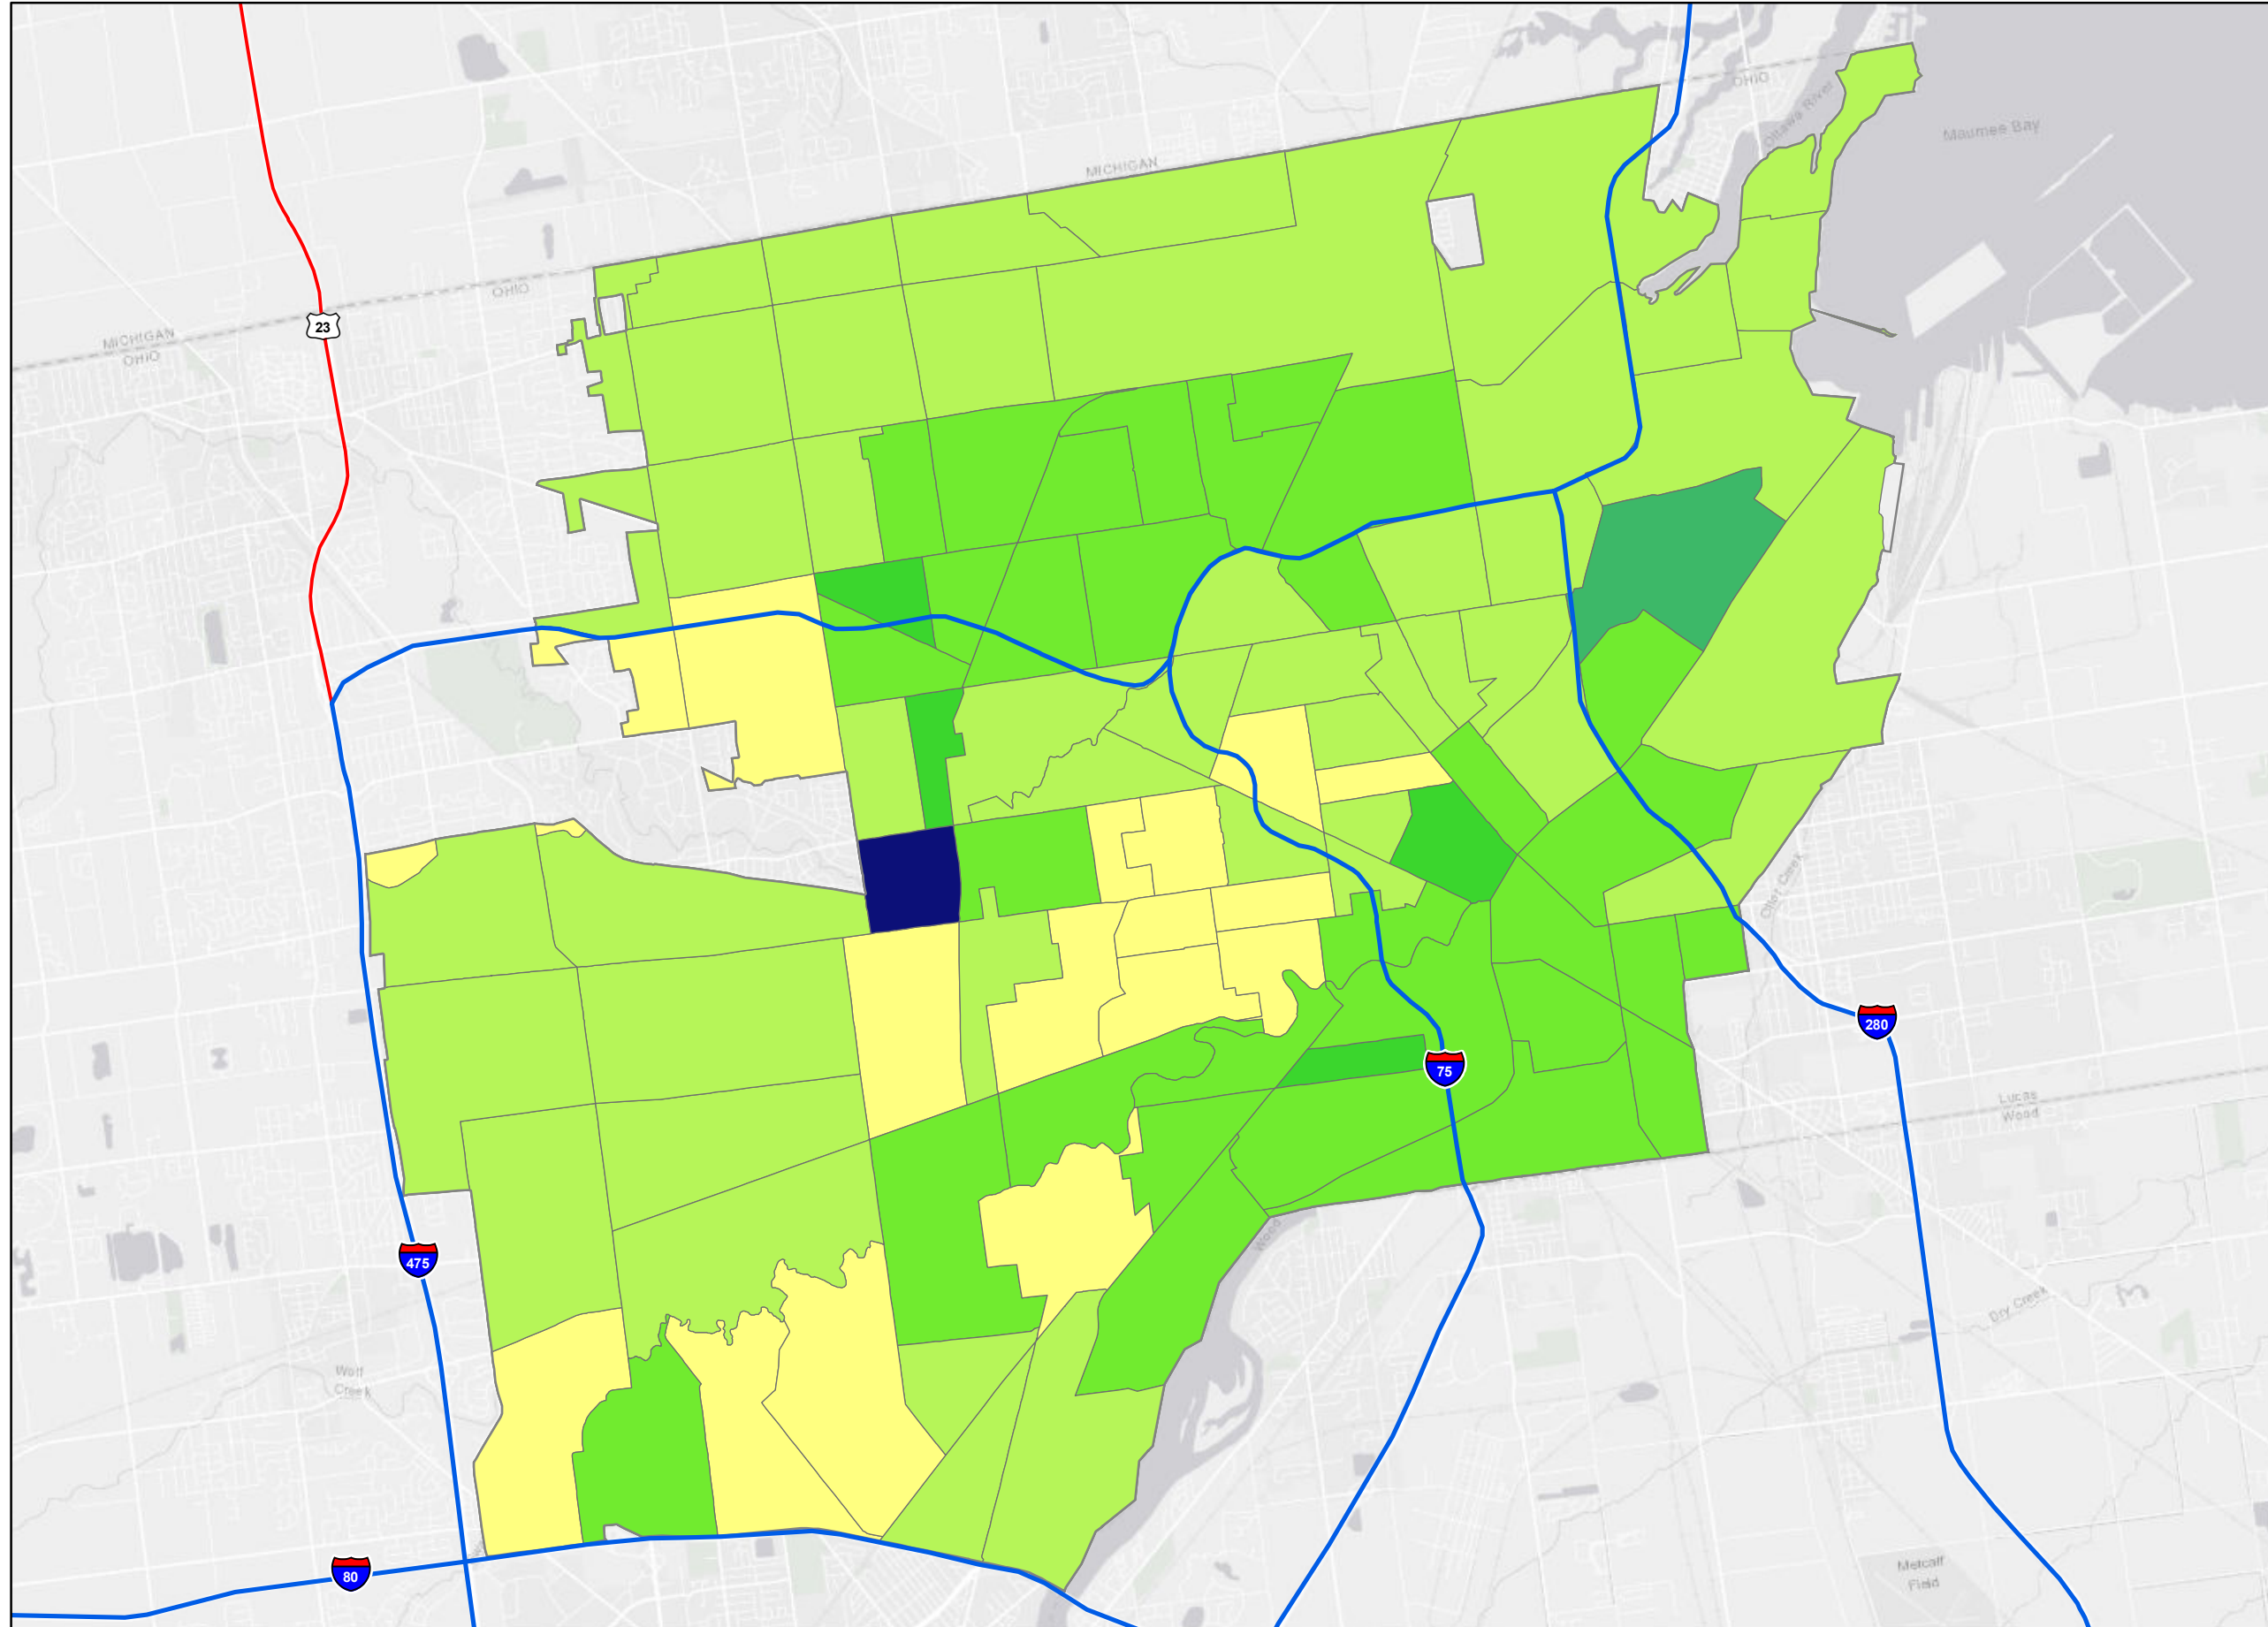 OHIO
Ottawa River
Maumee Bay
MICHIGAN
OHIO
23
MICHIGAN
OHIO
Otter Creek
280
75
Lucas
Wood
Wood
475
Dry Creek
Wolf
Creek
80
Metcalf
Field